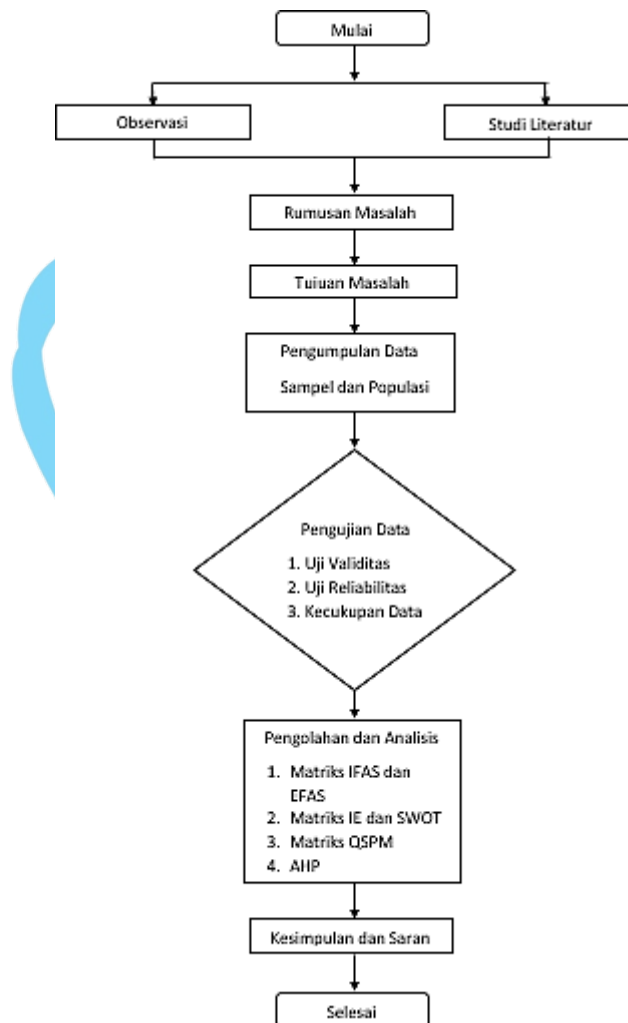 Mulai
Observasi
Studi Literatur
Rumusan Masalah
Tuiuan Masalah
Pengumpulan Data
Sampel dan Populasi
Pengujian Data
1. Uji Validitas
2. Uji Reliabilitas
3. Kecukupan Data
Pengolahan dan Analisis
1. Matriks IFAS dan
EFAS
2. Matriks IE dan SWOT
3. Matriks QSPM
4. AHP
Kesimpulan dan Saran
Selesai